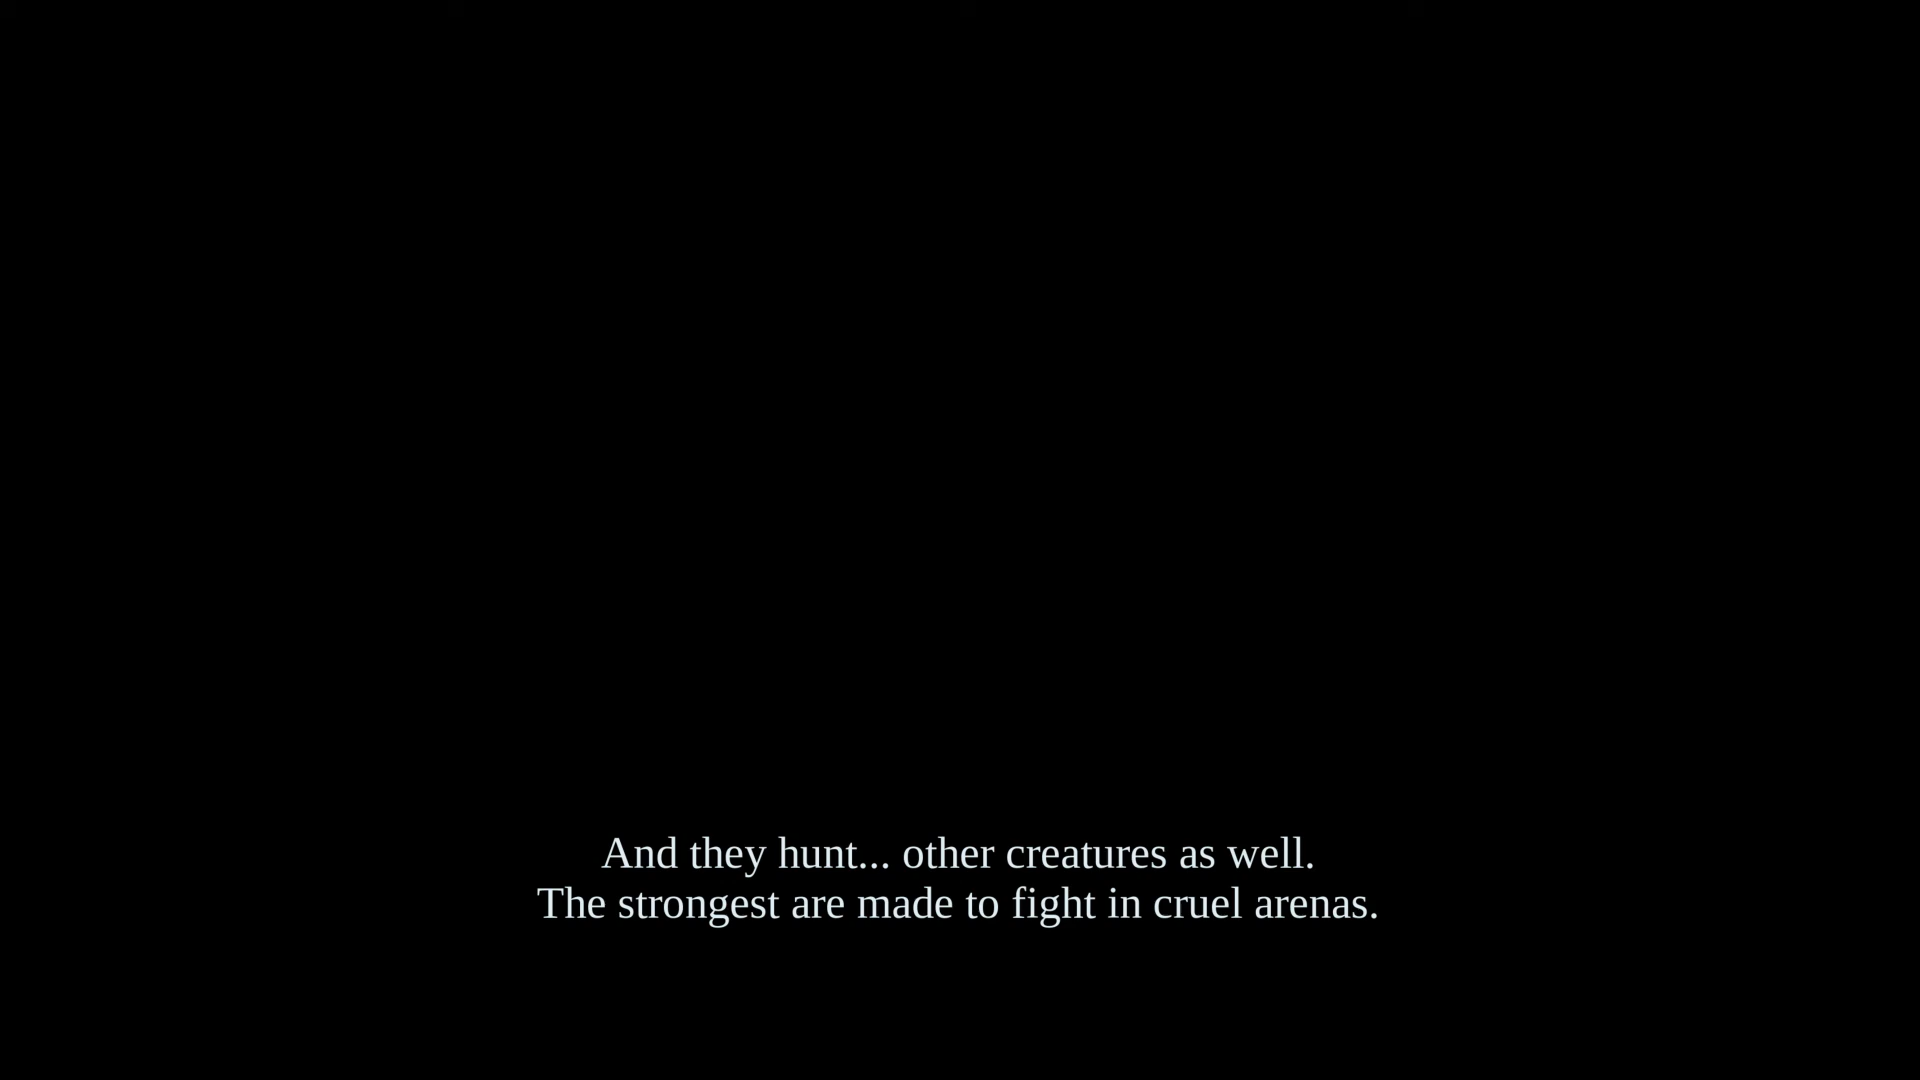 And they hunt... other creatures as well.
The strongest are made to fight in cruel arenas.